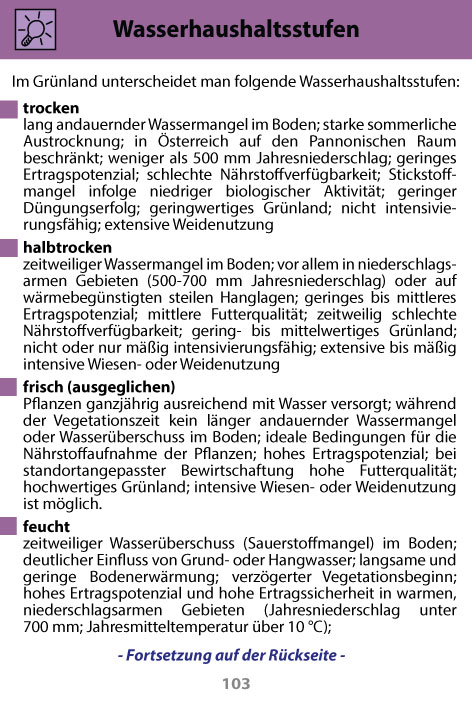 Wasserhaushaltsstufen
Im Grünland unterscheidet man folgende Wasserhaushaltsstufen:
trocken
lang andauernder Wassermangel im Boden; starke sommerliche
Austrocknung; in Österreich auf den Pannonischen Raum
beschränkt; weniger als 500 mm Jahresniederschlag; geringes
Ertragspotenzial; schlechte Nährstoffverfügbarkeit; Stickstoff-
mangel infolge niedriger biologischer Aktivität; geringer
Düngungserfolg; geringwertiges Grünland; nicht intensivie-
rungsfähig; extensive Weidenutzung
halbtrocken
zeitweiliger Wassermangel im Boden; vor allem in niederschlags-
armen Gebieten (500-700 mm Jahresniederschlag) oder auf
wärmebegünstigten steilen Hanglagen; geringes bis mittleres
Ertragspotenzial; mittlere Futterqualität; zeitweilig schlechte
Nährstoffverfügbarkeit; gering- bis mittelwertiges Grünland;
nicht oder nur mäßig intensivierungsfähig; extensive bis mäßig
intensive Wiesen- oder Weidenutzung
frisch (ausgeglichen)
Pflanzen ganzjährig ausreichend mit Wasser versorgt; während
der Vegetationszeit kein länger andauernder Wassermangel
oder Wasserüberschuss im Boden; ideale Bedingungen für die
Nährstoffaufnahme der Pflanzen; hohes Ertragspotenzial; bei
standortangepasster Bewirtschaftung hohe Futterqualität;
hochwertiges Grünland; intensive Wiesen- oder Weidenutzung
ist möglich.
feucht
zeitweiliger Wasserüberschuss (Sauerstoffmangel) im Boden;
deutlicher Einfluss von Grund- oder Hangwasser; langsame und
geringe Bodenerwärmung; verzögerter Vegetationsbeginn;
hohes Ertragspotenzial und hohe Ertragssicherheit in warmen,
niederschlagsarmen Gebieten (Jahresniederschlag unter
700 mm; Jahresmitteltemperatur über 10 °C);
- Fortsetzung auf der Rückseite -
103